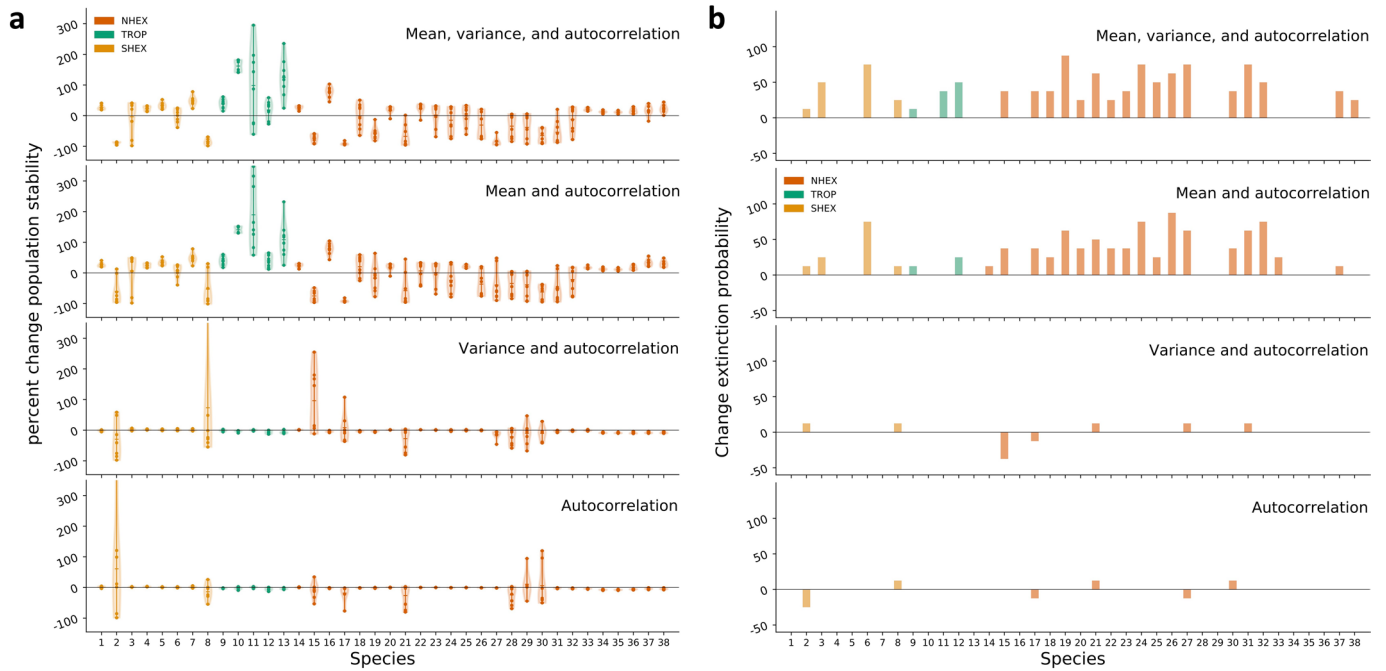 a
NHEX
TROP
SHEX
Mean, variance, and autocorrelation
300
200
100
0
-100
Mean and autocorrelation
300
200
100
0
-100
Variance and autocorrelation
300
200
100
0
-100
Autocorrelation
300
200
100
0
-100
percent change population stability
1 2 3 4 5 6 7 8 9 10 11 12 13 14 15 16 17 18 19 20 21 22 23 24 25 26 27 28 29 30 31 32 33 34 35 36 37 38
Species
b
Mean, variance, and autocorrelation
100
50
0
-50
NHEX
TROP
SHEX
Mean and autocorrelation
100
50
0
-50
Variance and autocorrelation
100
50
0
-50
Autocorrelation
100
50
0
-50
Change extinction probability
1 2 3 4 5 6 7 8 9 10 11 12 13 14 15 16 17 18 19 20 21 22 23 24 25 26 27 28 29 30 31 32 33 34 35 36 37 38
Species